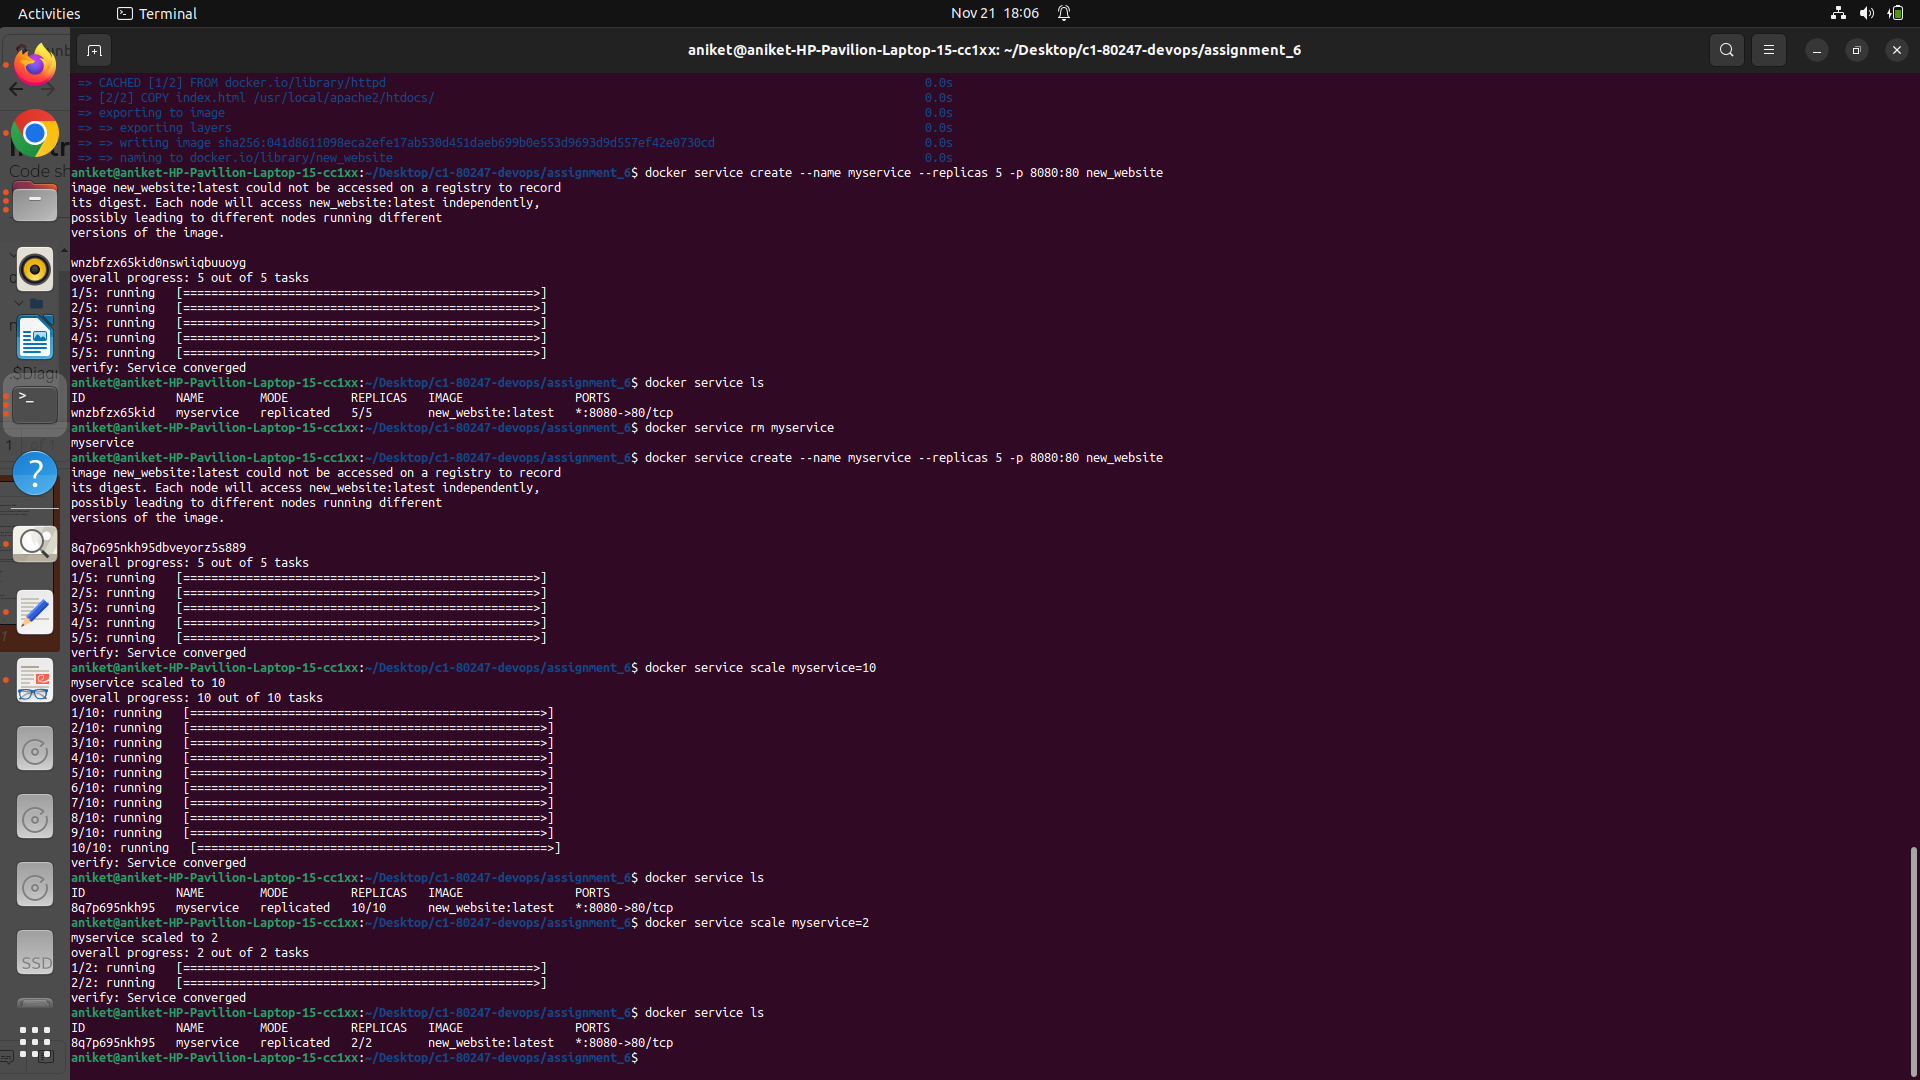 Activities
Terminal
Nov 21 18:06
aniket@aniket-HP-Pavilion-Laptop-15-cc1xx: ~/Desktop/c1-80247-devops/assignment_6
=> CACHED [1/2] FROM docker.io/library/httpd 0.0s
=> [2/2] COPY index.html /usr/local/apache2/htdocs/ 0.0s
=> exporting to image 0.0s
=> => exporting layers 0.0s
=> => writing image sha256:041d8611098eca2efe17ab530d451daeb699b0e553d9693d9d557ef42e0730cd 0.0s
=> => naming to docker.io/library/new_website 0.0s
aniket@aniket-HP-Pavilion-Laptop-15-cc1xx:~/Desktop/c1-80247-devops/assignment_6$ docker service create --name myservice --replicas 5 -p 8080:80 new_website
image new_website:latest could not be accessed on a registry to record
its digest. Each node will access new_website:latest independently,
possibly leading to different nodes running different
versions of the image.
wnzbfzx65kid0nswiiqbuuoyg
overall progress: 5 out of 5 tasks
1/5: running [==================================================>]
2/5: running [==================================================>]
3/5: running [==================================================>]
4/5: running [==================================================>]
5/5: running [==================================================>]
verify: Service converged
aniket@aniket-HP-Pavilion-Laptop-15-cc1xx:~/Desktop/c1-80247-devops/assignment_6$ docker service ls
ID NAME MODE REPLICAS IMAGE PORTS
wnzbfzx65kid myservice replicated 5/5 new_website:latest *:8080->80/tcp
aniket@aniket-HP-Pavilion-Laptop-15-cc1xx:~/Desktop/c1-80247-devops/assignment_6$ docker service rm myservice
myservice
aniket@aniket-HP-Pavilion-Laptop-15-cc1xx:~/Desktop/c1-80247-devops/assignment_6$ docker service create --name myservice --replicas 5 -p 8080:80 new_website
image new_website:latest could not be accessed on a registry to record
its digest. Each node will access new_website:latest independently,
possibly leading to different nodes running different
versions of the image.
8q7p695nkh95dbveyorz5s889
overall progress: 5 out of 5 tasks
1/5: running [==================================================>]
2/5: running [==================================================>]
3/5: running [==================================================>]
4/5: running [==================================================>]
5/5: running [==================================================>]
verify: Service converged
aniket@aniket-HP-Pavilion-Laptop-15-cc1xx:~/Desktop/c1-80247-devops/assignment_6$ docker service scale myservice=10
myservice scaled to 10
overall progress: 10 out of 10 tasks
1/10: running [==================================================>]
2/10: running [==================================================>]
3/10: running [==================================================>]
4/10: running [==================================================>]
5/10: running [==================================================>]
6/10: running [==================================================>]
7/10: running [==================================================>]
8/10: running [==================================================>]
9/10: running [==================================================>]
10/10: running [==================================================>]
verify: Service converged
aniket@aniket-HP-Pavilion-Laptop-15-cc1xx:~/Desktop/c1-80247-devops/assignment_6$ docker service ls
ID NAME MODE REPLICAS IMAGE PORTS
8q7p695nkh95 myservice replicated 10/10 new_website:latest *:8080->80/tcp
aniket@aniket-HP-Pavilion-Laptop-15-cc1xx:~/Desktop/c1-80247-devops/assignment_6$ docker service scale myservice=2
myservice scaled to 2
overall progress: 2 out of 2 tasks
1/2: running [==================================================>]
2/2: running [==================================================>]
verify: Service converged
aniket@aniket-HP-Pavilion-Laptop-15-cc1xx:~/Desktop/c1-80247-devops/assignment_6$ docker service ls
ID NAME MODE REPLICAS IMAGE PORTS
8q7p695nkh95 myservice replicated 2/2 new_website:latest *:8080->80/tcp
aniket@aniket-HP-Pavilion-Laptop-15-cc1xx:~/Desktop/c1-80247-devops/assignment_6$
Code sh
.$Diagr
SSD